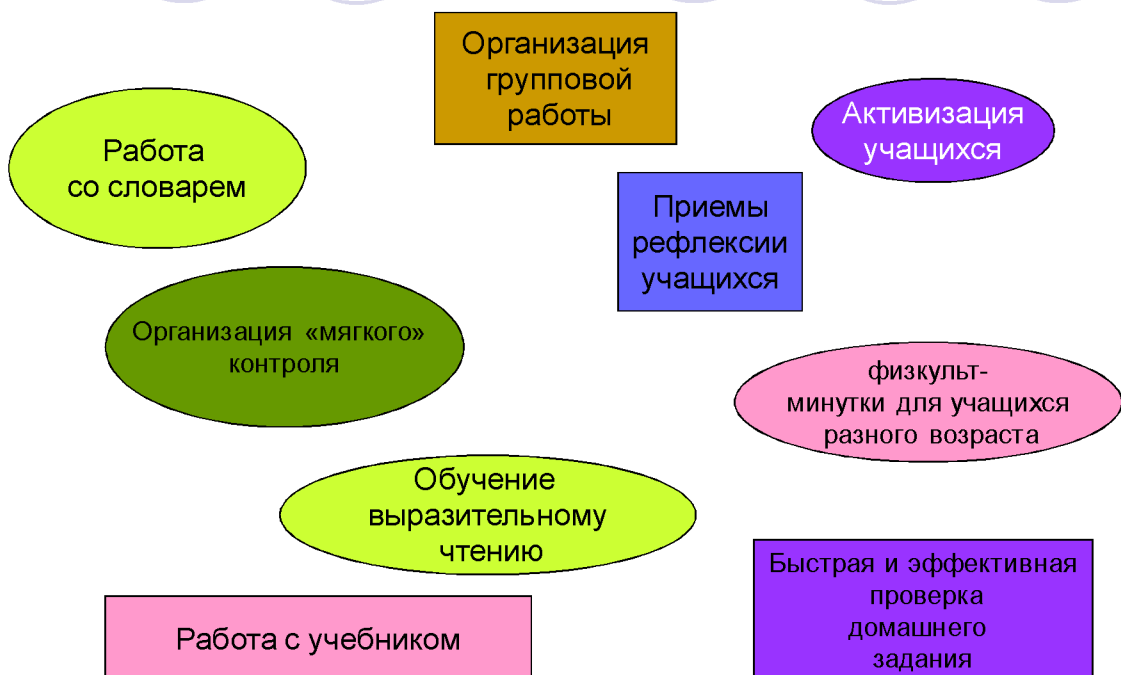 Организация
групповой
работы
Активизация
учащихся
Работа
со словарем
Приемы
рефлексии
учащихся
Организация «мягкого»
контроля
физкульт-
минутки для учащихся
разного возраста
Обучение
выразительному
чтению
Быстрая и эффективная
проверка
домашнего
задания
Работа с учебником